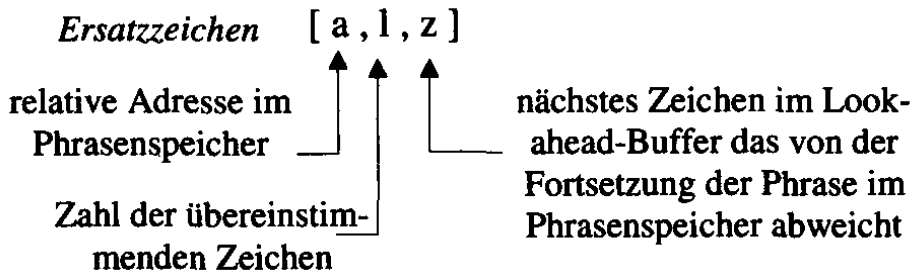 Ersatzzeichen [ a , l , z ]
relative Adresse im
Phrasenspeicher
Zahl der übereinstim-
menden Zeichen
nächstes Zeichen im Look-
ahead-Buffer das von der
Fortsetzung der Phrase im
Phrasenspeicher abweicht